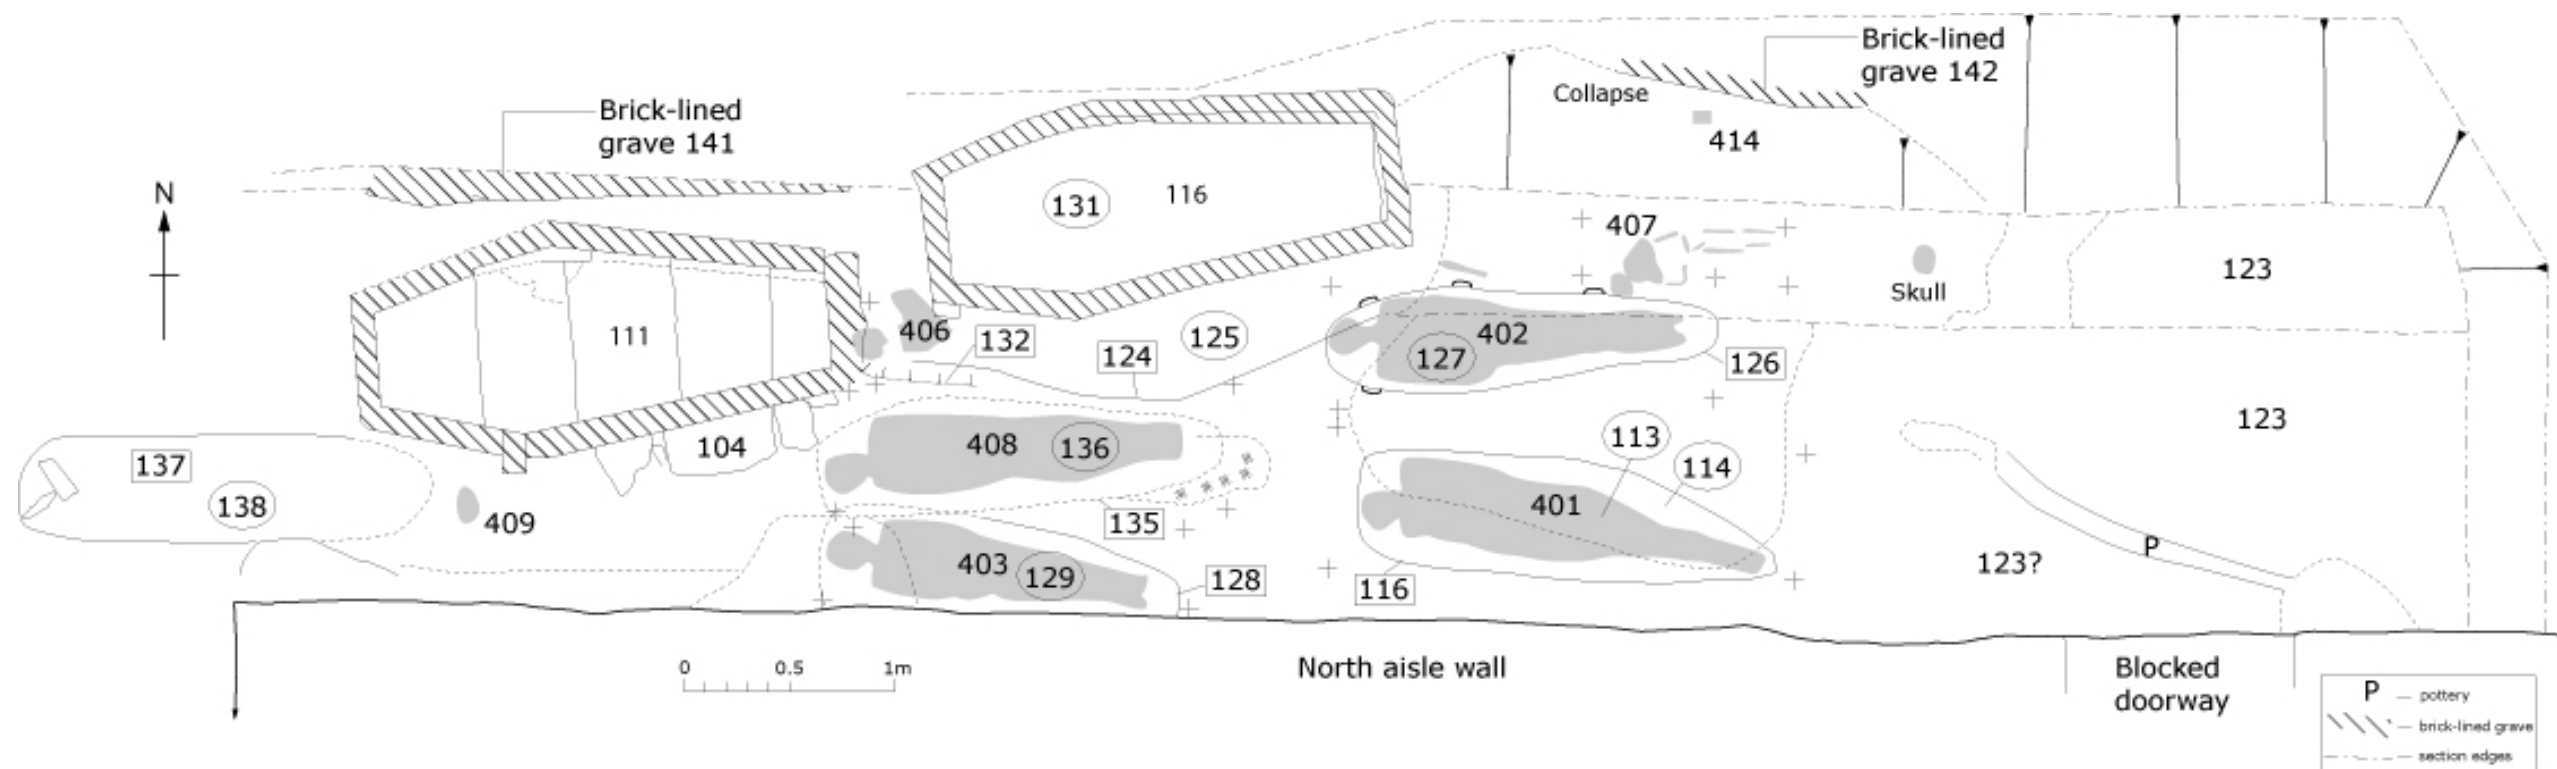 Brick-lined
grave 142
Collapse
414
Brick-lined
grave 141
N
131
116
407
Skull
123
111
406
132
124
125
402
127
126
123
104
408
136
113
114
137
138
409
135
401
403
129
128
116
P
123?
0 0.5 1m
North aisle wall
Blocked
doorway
P — pottery
— brick-lined grave
— section edges